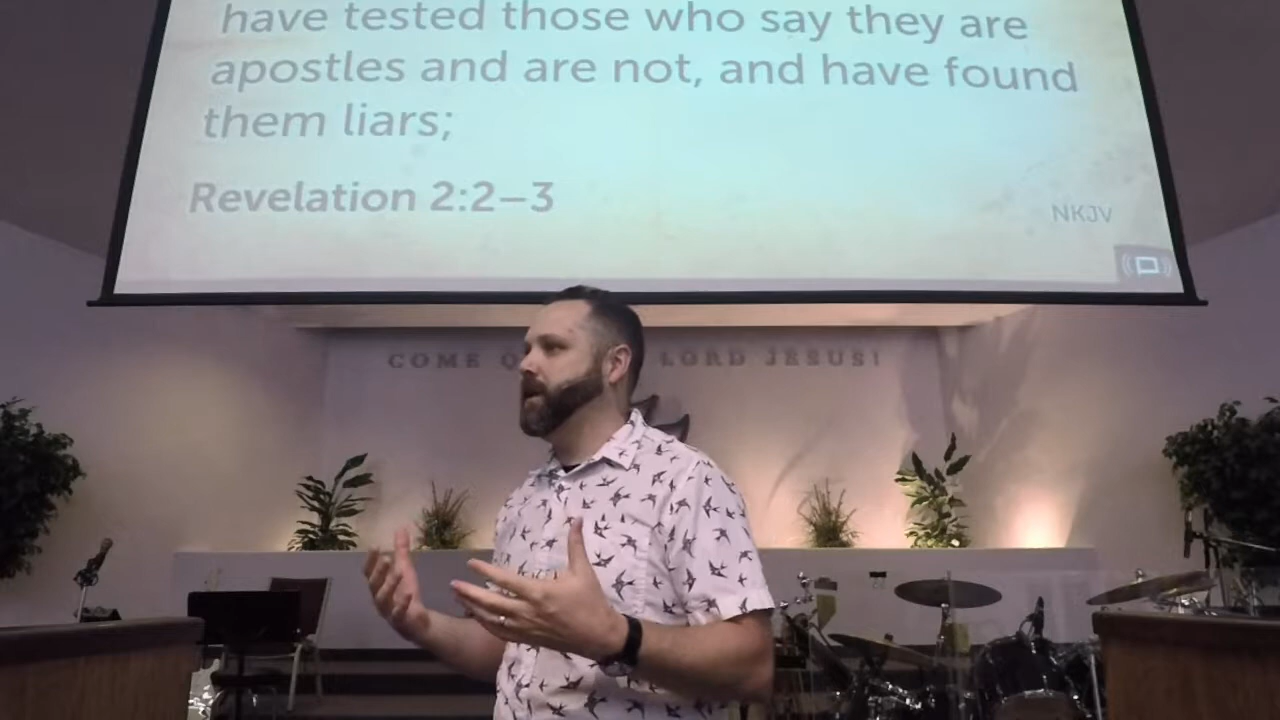 have tested those who say they are
apostles and are not, and have found
them liars;
Revelation 2:2–3
NKJV
COME LORD JESUS!